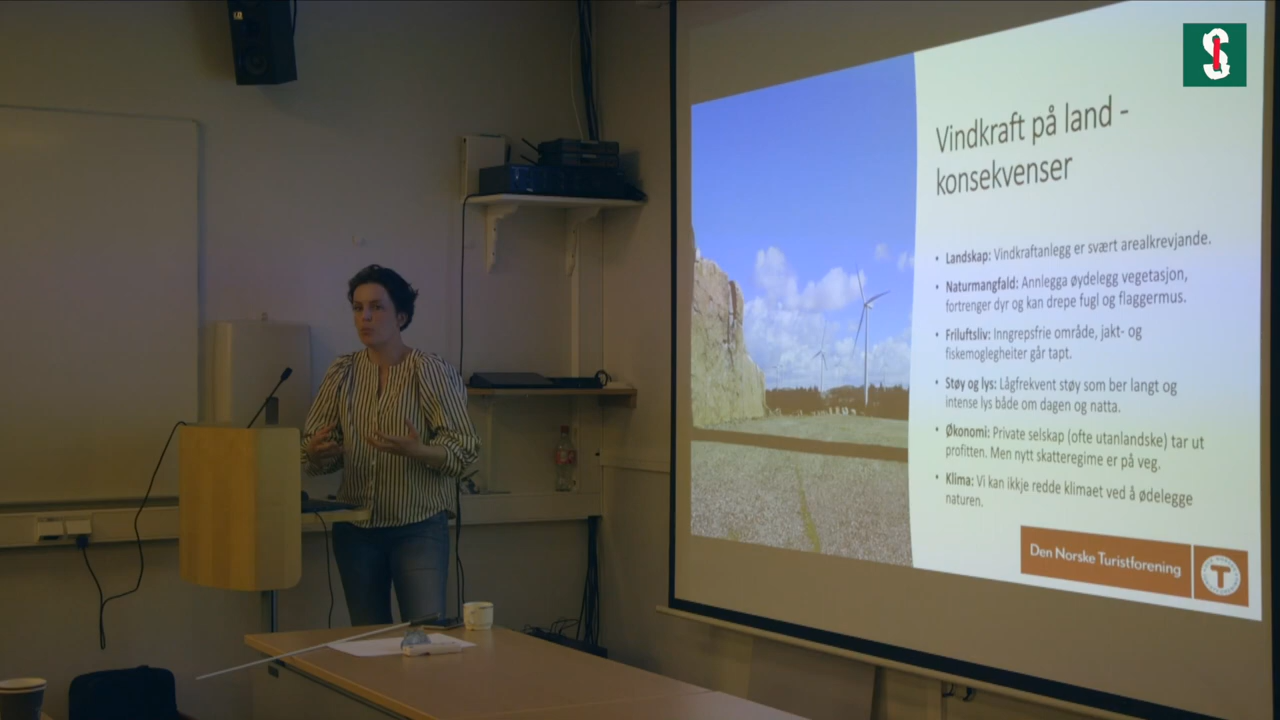 Vindkraft på land -
konsekvenser
• Landskap: Vindkraftanlegg er svært arealkrevjande.
• Naturmangfald: Annlegga øydelegg vegetasjon,
fortrenger dyr og kan drepe fugl og flaggermus.
• Friluftsliv: Inngrepsfrie område, jakt- og
fiskemoglegheiter går tapt.
• Støy og lys: Lågfrekvent støy som ber langt og
intense lys både om dagen og natta.
• Økonomi: Private selskap (ofte utanlandske) tar ut
profitten. Men nytt skatteregime er på veg.
• Klima: Vi kan ikkje redde klimaet ved å ødelegge
naturen.
Den Norske Turistforening
T